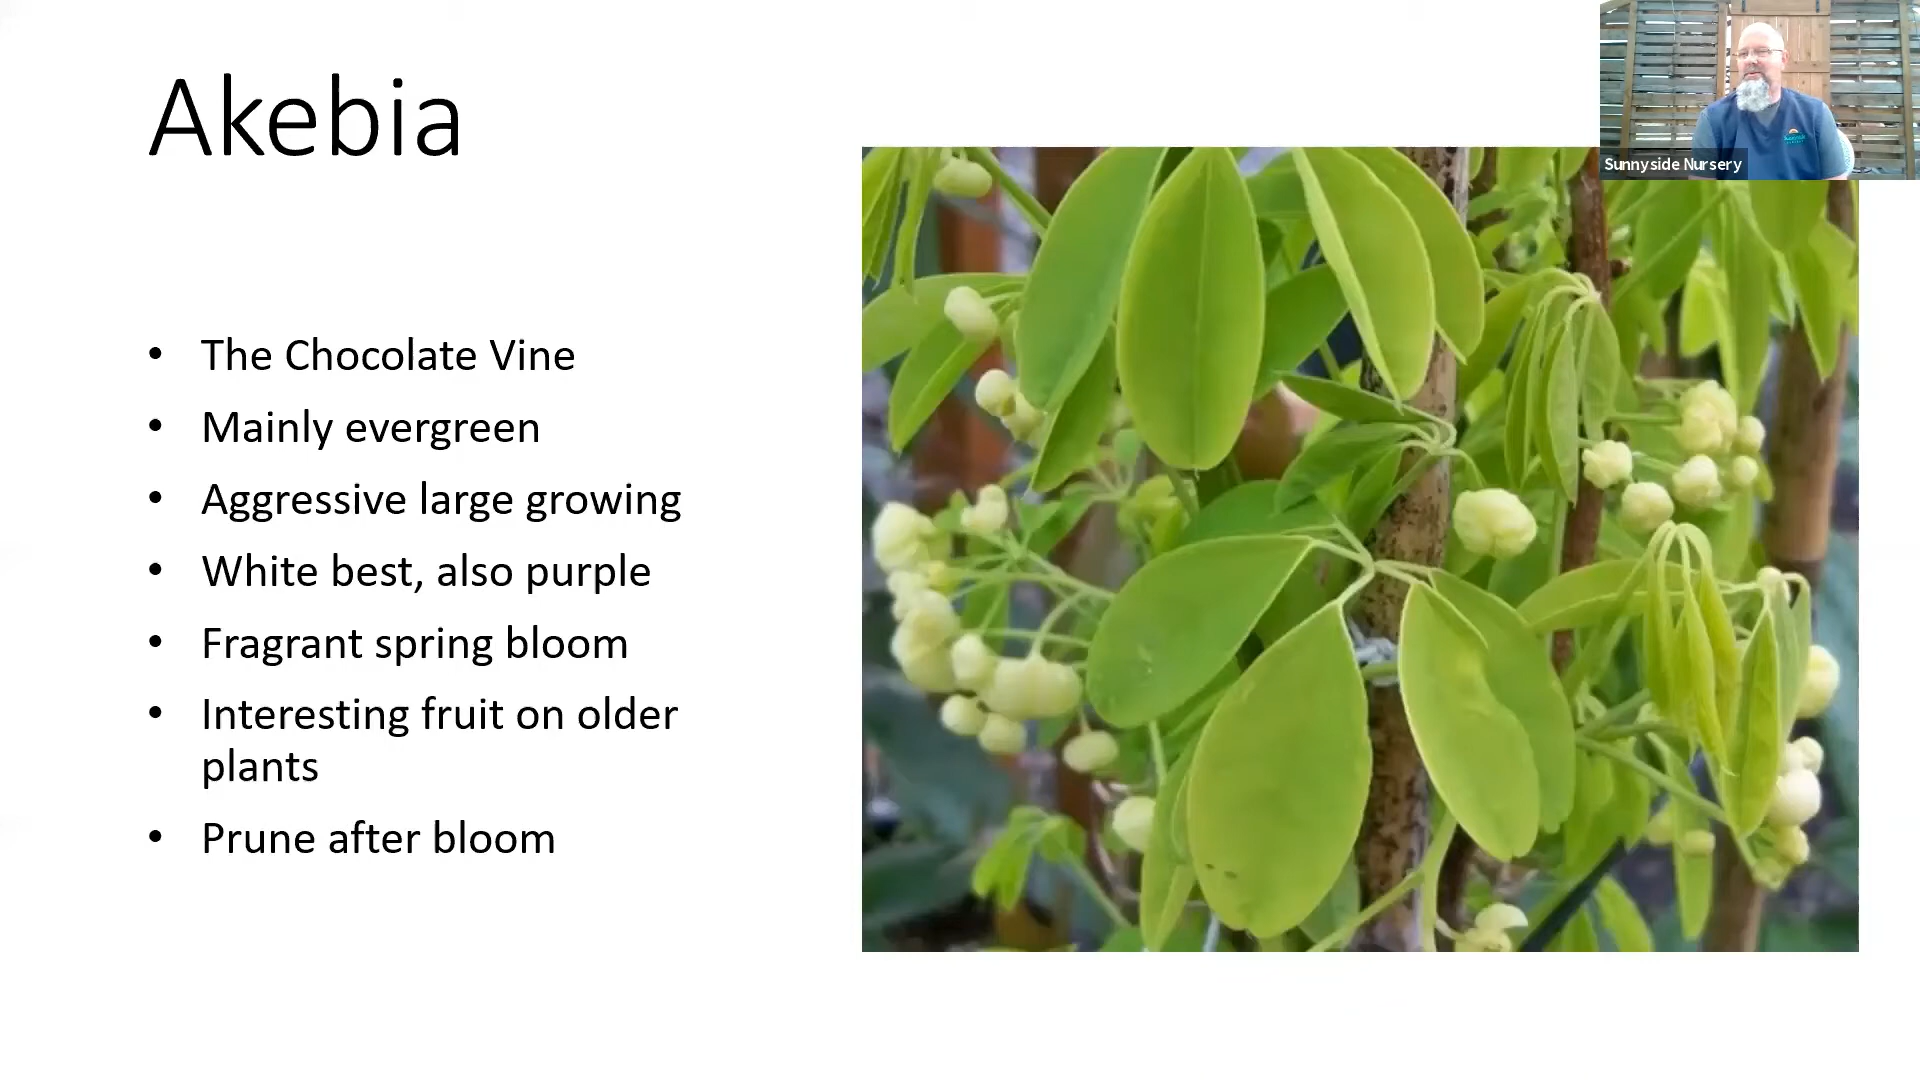 Akebia
• The Chocolate Vine
• Mainly evergreen
• Aggressive large growing
• White best, also purple
• Fragrant spring bloom
• Interesting fruit on older
plants
• Prune after bloom
Sunnyside Nursery